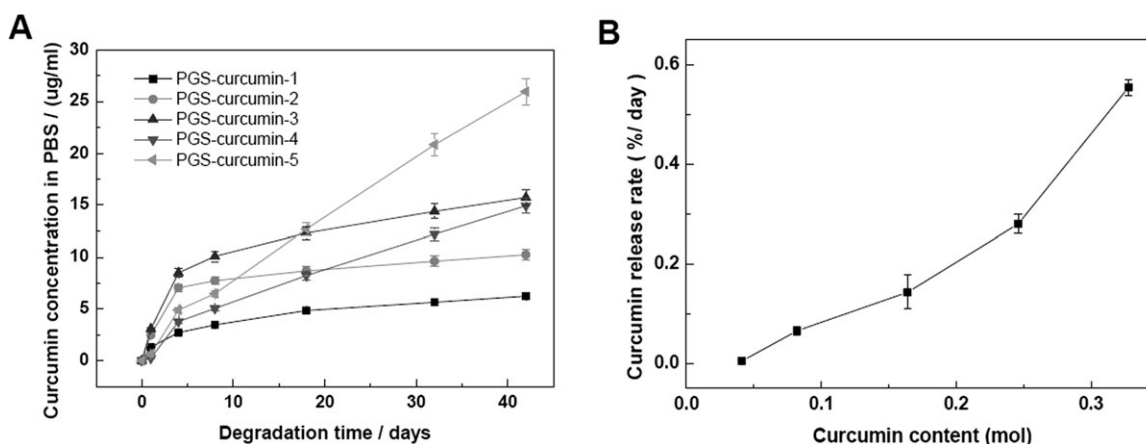 A
Curcumin concentration in PBS / (ug/ml)
30
25
20
15
10
5
0
PGS-curcumin-1
PGS-curcumin-2
PGS-curcumin-3
PGS-curcumin-4
PGS-curcumin-5
0 10 20 30 40
Degradation time / days
B
Curcumin release rate ( %/ day )
0.6
0.4
0.2
0.0
0.0 0.1 0.2 0.3
Curcumin content (mol)